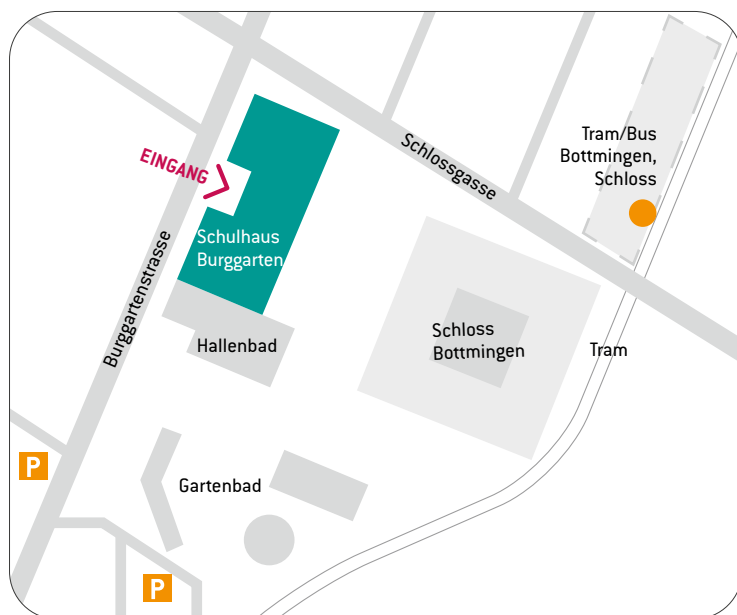 Tram/Bus
Bottmingen,
Schloss
Schlossgasse
EINGANG
Schulhaus
Burggarten
Burggartenstrasse
Hallenbad
Schloss
Bottmingen
Tram
P
Gartenbad
P